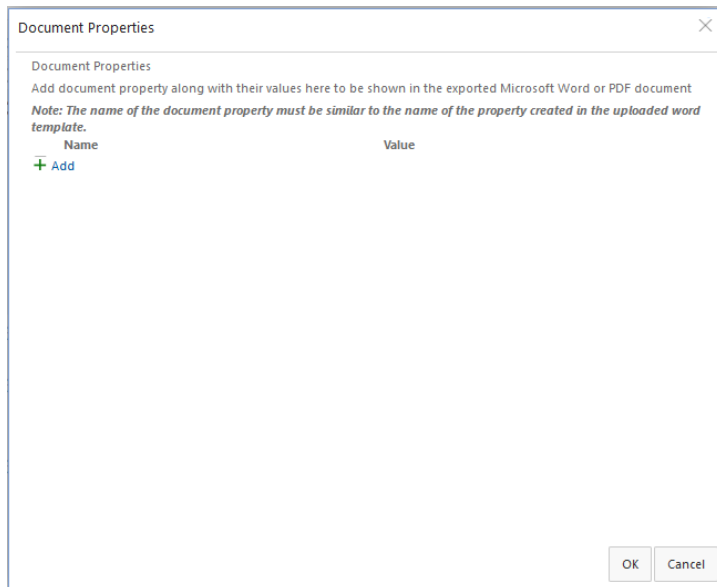 Document Properties
Document Properties
Add document property along with their values here to be shown in the exported Microsoft Word or PDF document
Note: The name of the document property must be similar to the name of the property created in the uploaded word
template.
Name Value
Add
OK Cancel